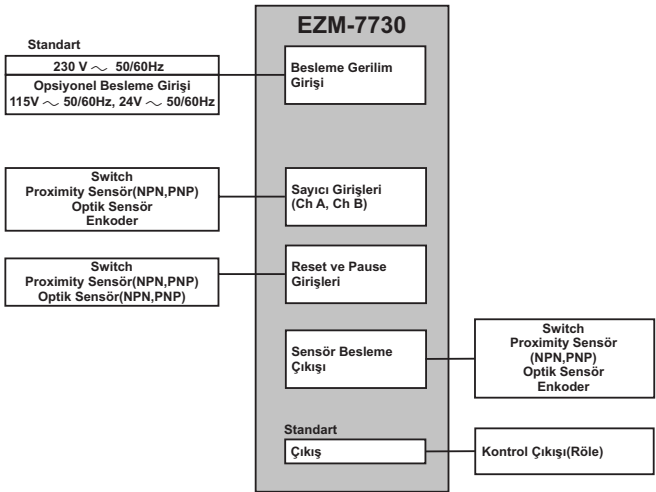 EZM-7730
Standart
230 V ～ 50/60Hz
Opsiyonel Besleme Girişi
115V ～ 50/60Hz, 24V ～ 50/60Hz
Besleme Gerilim
Girişi
Switch
Proximity Sensör(NPN,PNP)
Optik Sensör
Enkoder
Sayıcı Girişleri
(Ch A, Ch B)
Switch
Proximity Sensör(NPN,PNP)
Optik Sensör(NPN,PNP)
Reset ve Pause
Girişleri
Sensör Besleme
Çıkışı
Switch
Proximity Sensör
(NPN,PNP)
Optik Sensör
Enkoder
Standart
Çıkış
Kontrol Çıkışı(Röle)